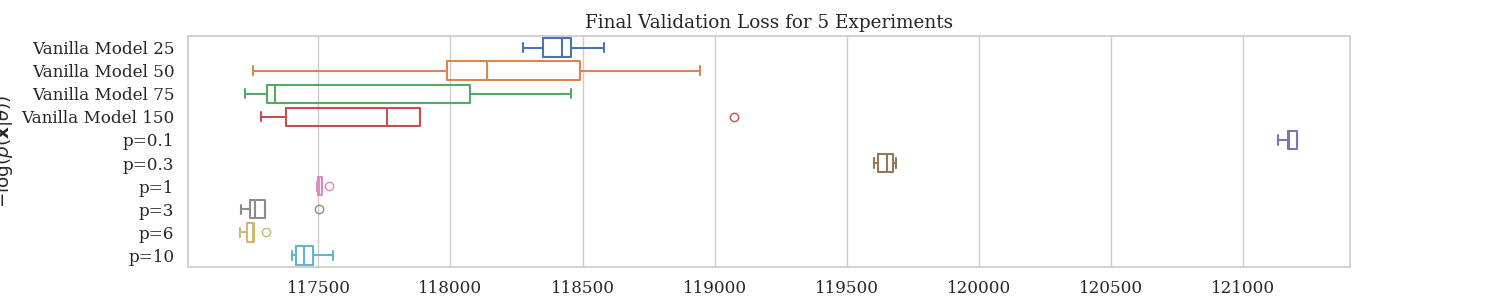 Final Validation Loss for 5 Experiments
Vanilla Model 25
Vanilla Model 50
Vanilla Model 75
Vanilla Model 150
p=0.1
p=0.3
p=1
p=3
p=6
p=10
−log(p(x|θ))
117500 118000 118500 119000 119500 120000 120500 121000